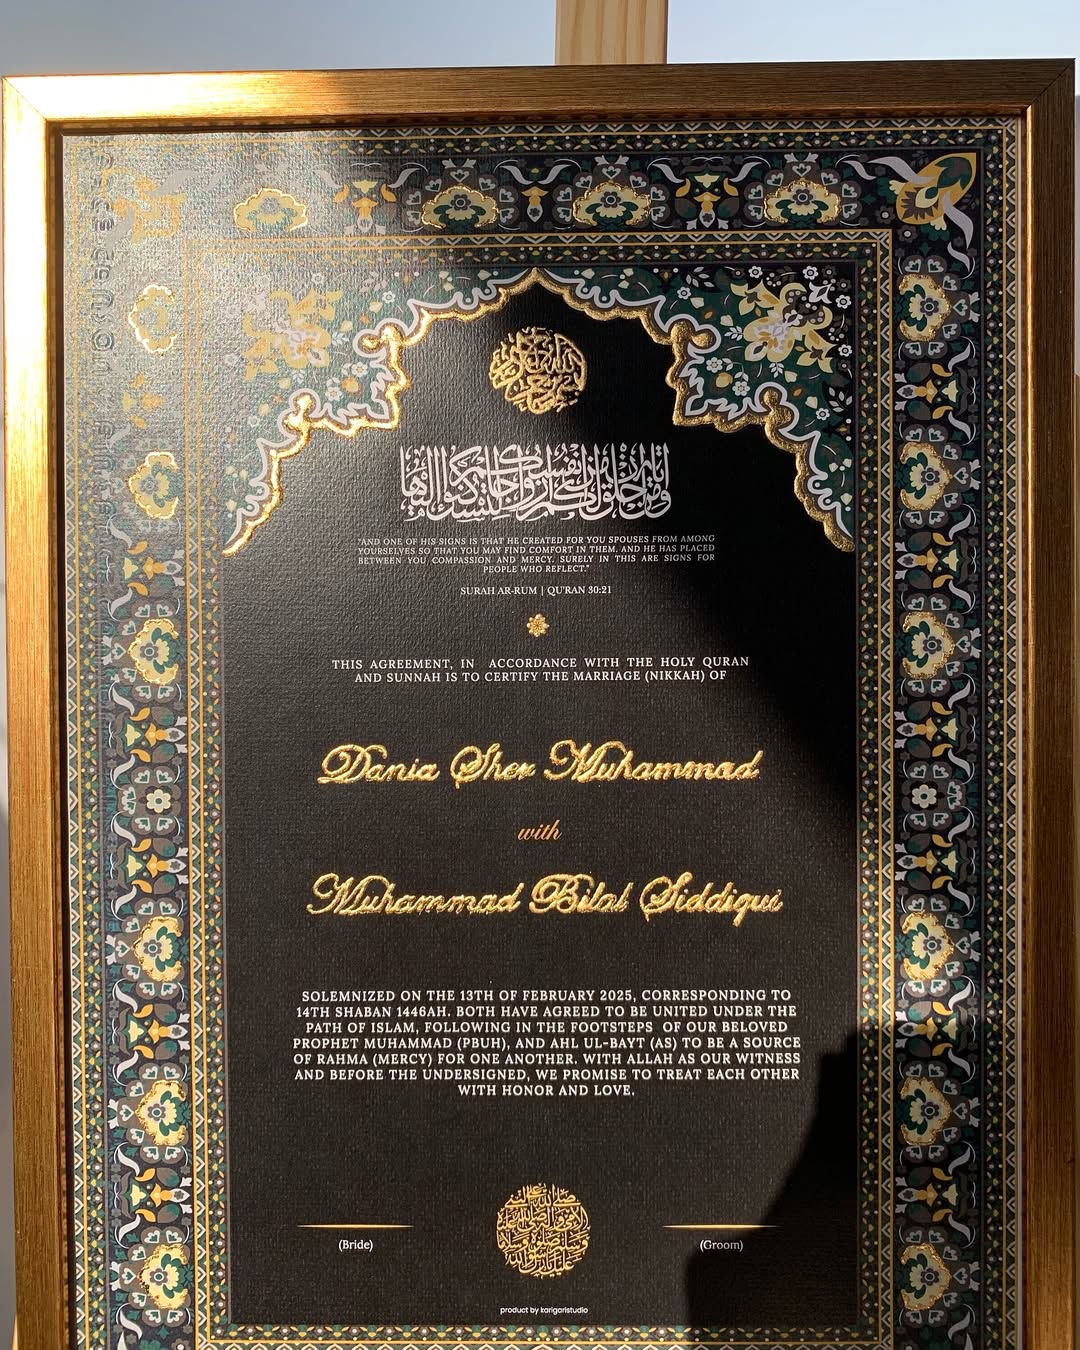 ومن آياته أن خلق لكم من أنفسكم أزواجا لتسكنوا إليها
"AND ONE OF HIS SIGNS IS THAT HE CREATED FOR YOU SPOUSES FROM AMONG
YOURSELVES SO THAT YOU MAY FIND COMFORT IN THEM. AND HE HAS PLACED
BETWEEN YOU COMPASSION AND MERCY. SURELY IN THIS ARE SIGNS FOR
PEOPLE WHO REFLECT."
SURAH AR-RUM | QU'RAN 30:21
THIS AGREEMENT, IN ACCORDANCE WITH THE HOLY QURAN
AND SUNNAH IS TO CERTIFY THE MARRIAGE (NIKKAH) OF
Dania Sher Muhammad
with
Muhammad Bilal Siddiqui
SOLEMNIZED ON THE 13TH OF FEBRUARY 2025, CORRESPONDING TO
14TH SHABAN 1446AH. BOTH HAVE AGREED TO BE UNITED UNDER THE
PATH OF ISLAM, FOLLOWING IN THE FOOTSTEPS OF OUR BELOVED
PROPHET MUHAMMAD (PBUH), AND AHL UL-BAYT (AS) TO BE A SOURCE
OF RAHMA (MERCY) FOR ONE ANOTHER. WITH ALLAH AS OUR WITNESS
AND BEFORE THE UNDERSIGNED, WE PROMISE TO TREAT EACH OTHER
WITH HONOR AND LOVE.
(Bride)
(Groom)
product by karigaristudio